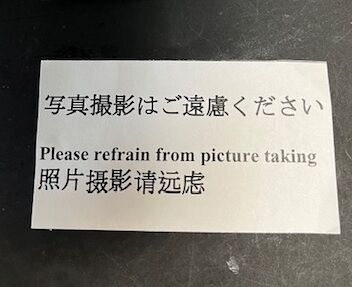 写真撮影はご遠慮ください
Please refrain from picture taking
照片摄影请远虑